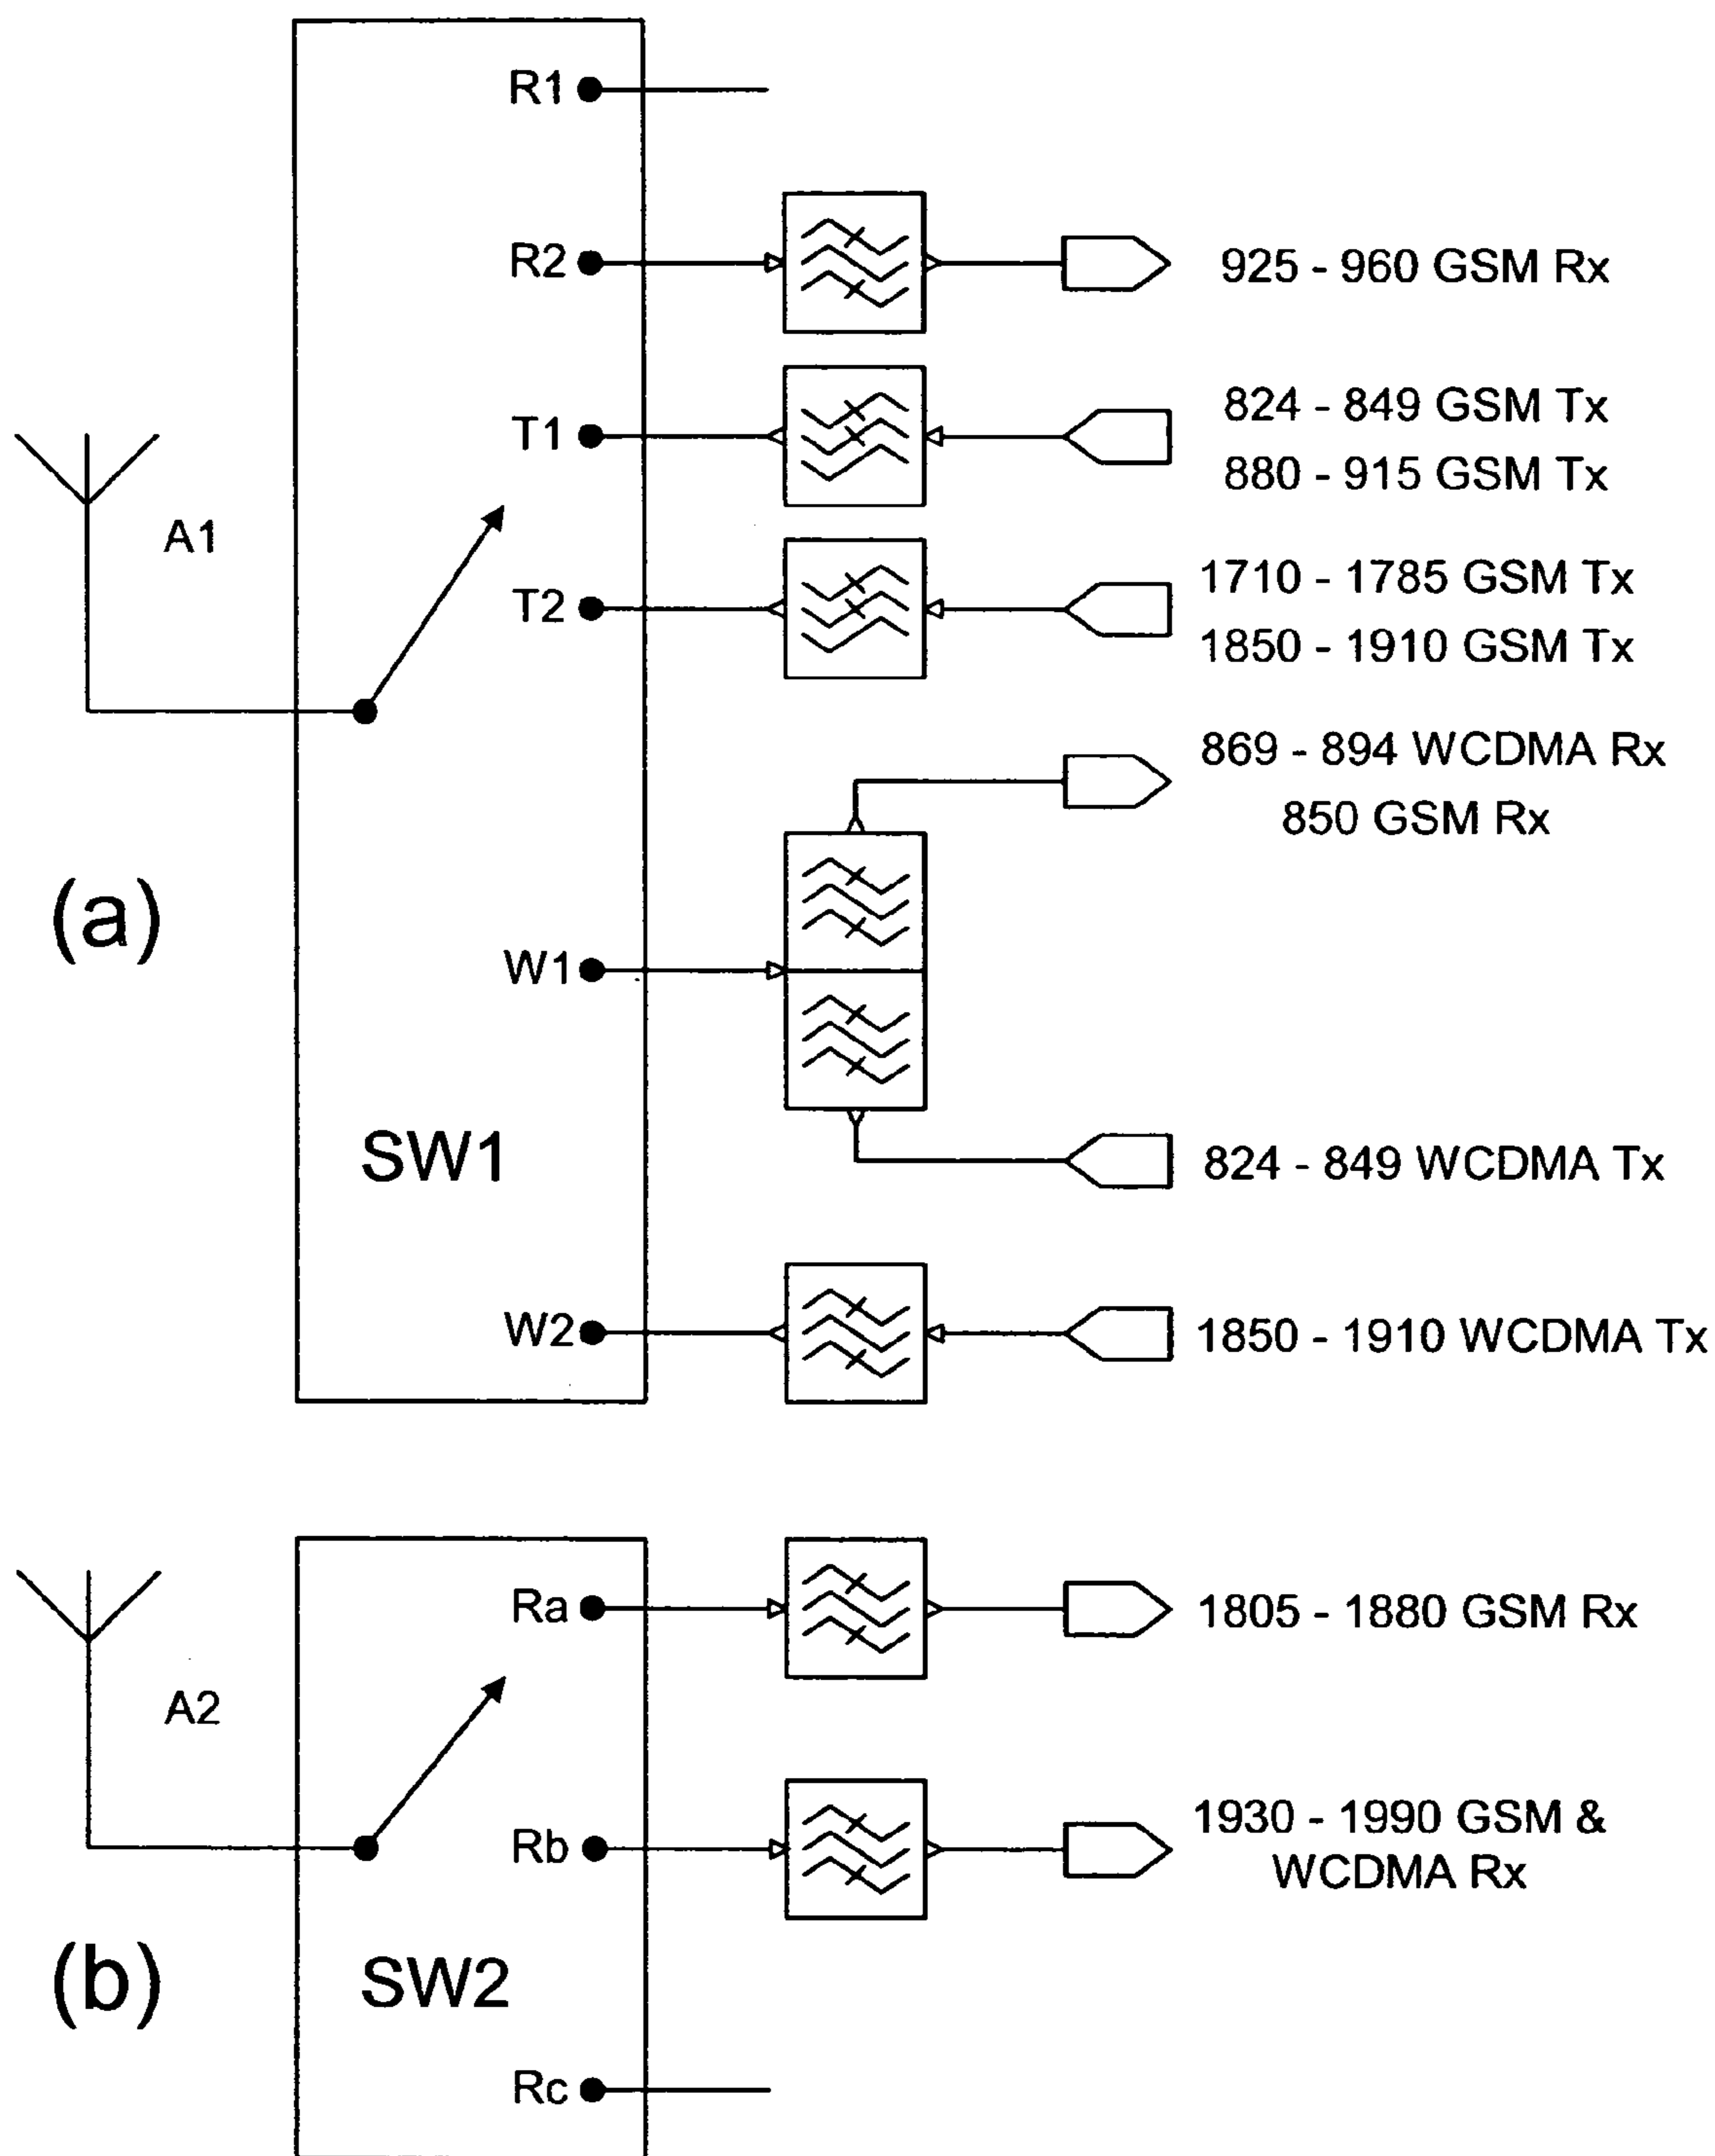 R1
R2
925 - 960 GSM Rx
T1
824 - 849 GSM Tx
880 - 915 GSM Tx
A1
T2
1710 - 1785 GSM Tx
1850 - 1910 GSM Tx
869 - 894 WCDMA Rx
850 GSM Rx
(a)
W1
SW1
824 - 849 WCDMA Tx
W2
1850 - 1910 WCDMA Tx
Ra
1805 - 1880 GSM Rx
A2
Rb
1930 - 1990 GSM &
WCDMA Rx
(b)
SW2
Rc